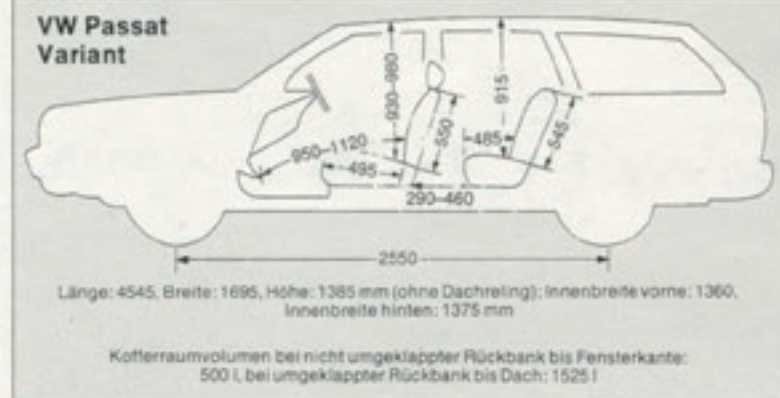 VW Passat
Variant
930–980
915
550
545
485
950–1120
495
290–460
2550
Länge: 4545, Breite: 1695, Höhe: 1385 mm (ohne Dachreling); Innenbreite vorne: 1360,
Innenbreite hinten: 1375 mm
Kofferraumvolumen bei nicht umgeklappter Rückbank bis Fensterkante:
500 l, bei umgeklappter Rückbank bis Dach: 1525 l